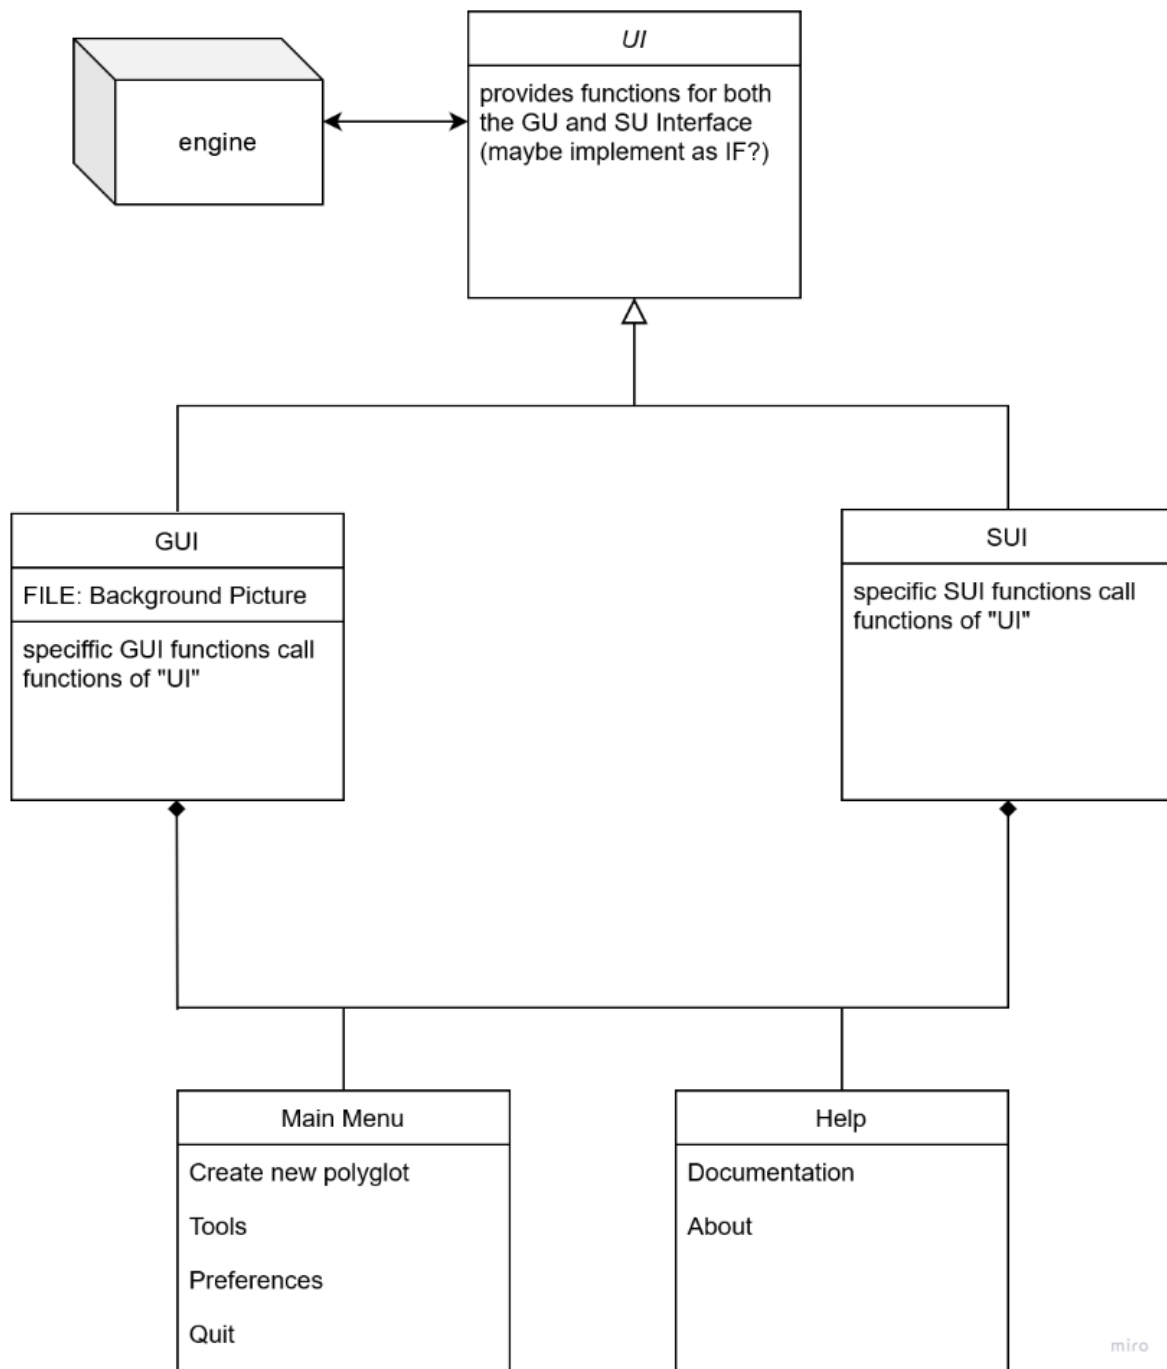 UI
provides functions for both
the GU and SU Interface
(maybe implement as IF?)
engine
GUI
FILE: Background Picture
speciffic GUI functions call
functions of "UI"
SUI
specific SUI functions call
functions of "UI"
Main Menu
Create new polyglot
Tools
Preferences
Quit
Help
Documentation
About
miro